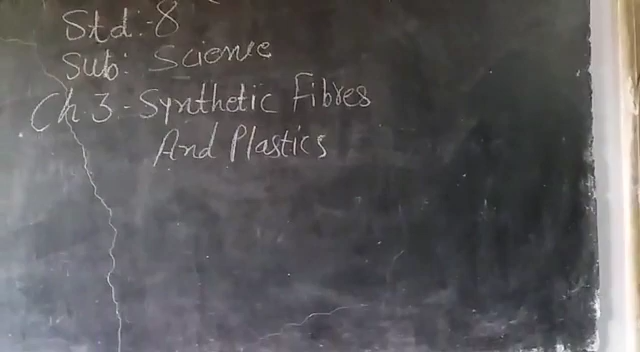 Std:- 8
Sub: Science
Ch 3 - Synthetic Fibres
And Plastics